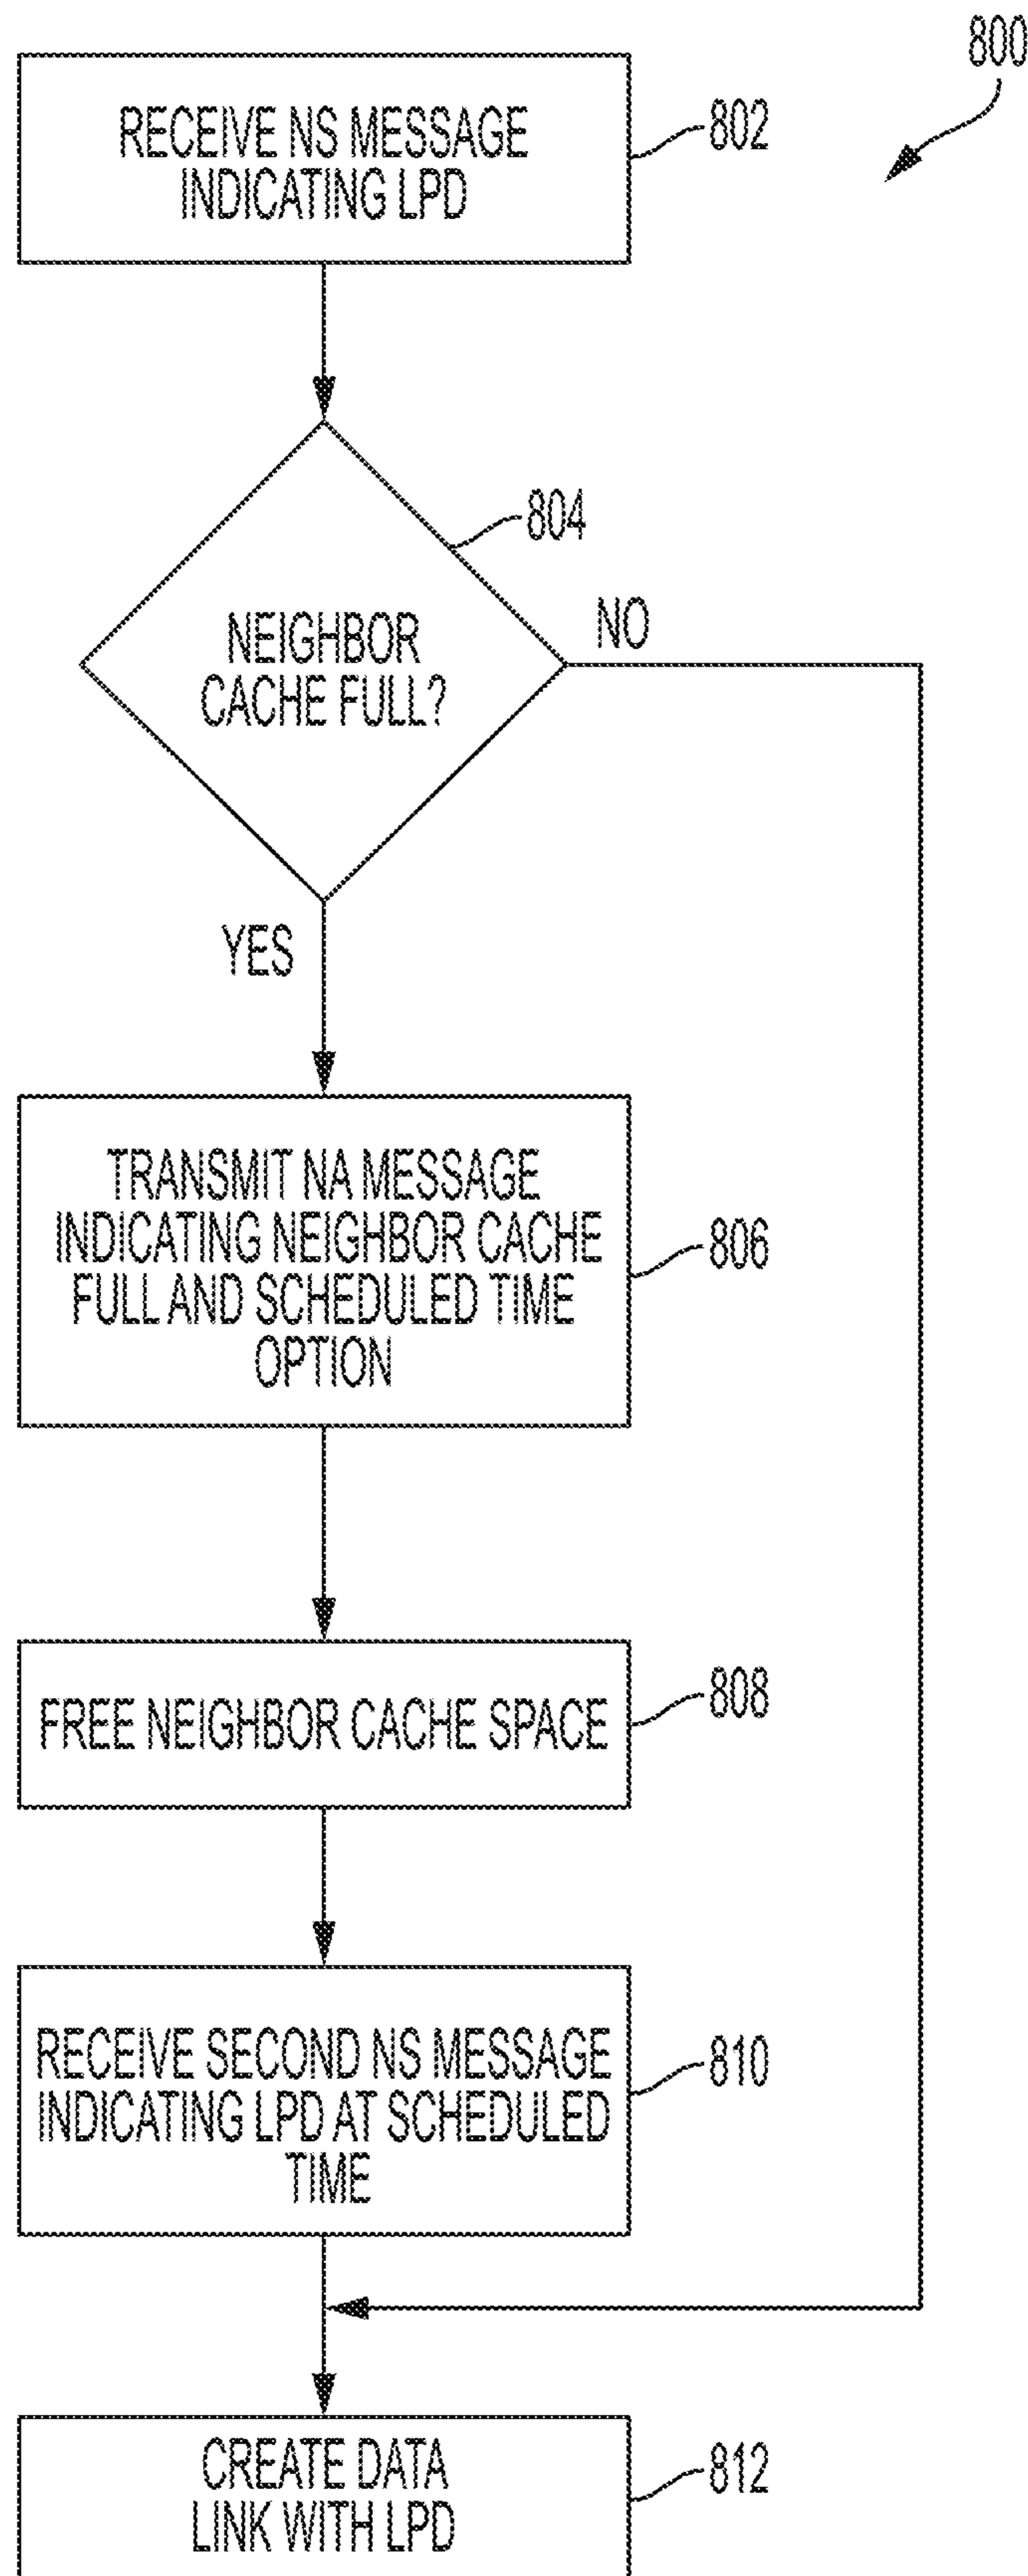 800
RECEIVE NS MESSAGE
INDICATING LPD
802
804
NEIGHBOR
CACHE FULL?
NO
YES
TRANSMIT NA MESSAGE
INDICATING NEIGHBOR CACHE
FULL AND SCHEDULED TIME
OPTION
806
FREE NEIGHBOR CACHE SPACE
808
RECEIVE SECOND NS MESSAGE
INDICATING LPD AT SCHEDULED
TIME
810
CREATE DATA
LINK WITH LPD
812